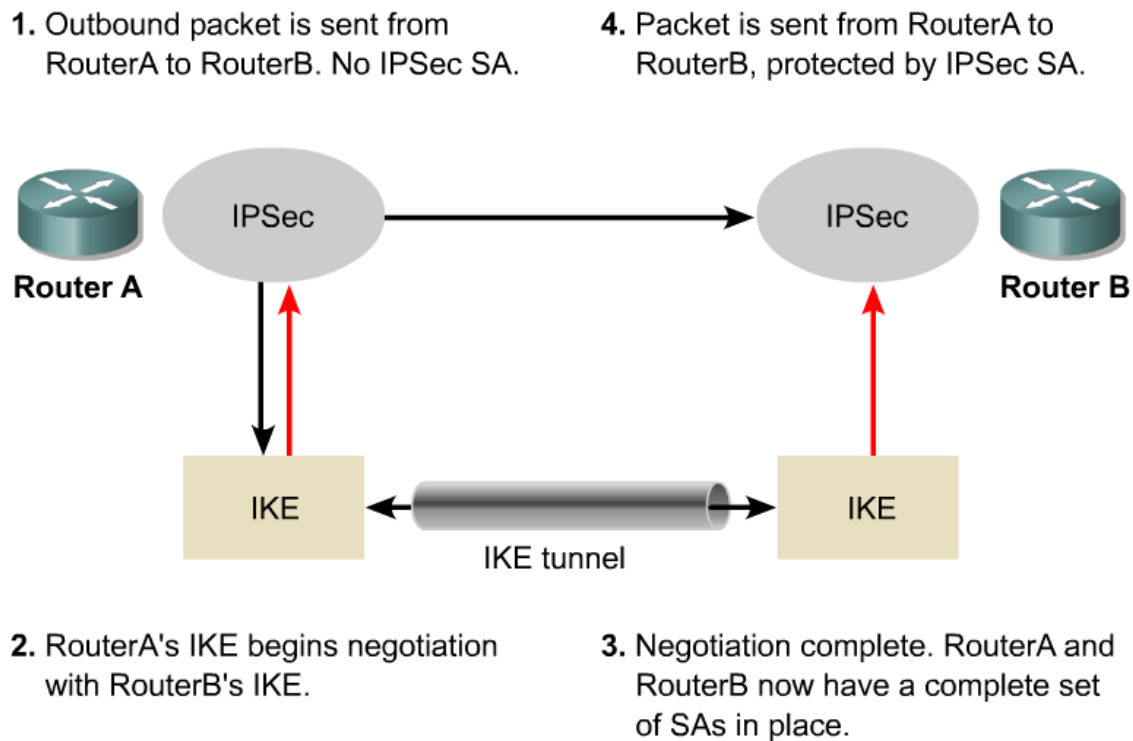 1. Outbound packet is sent from
RouterA to RouterB. No IPSec SA.
4. Packet is sent from RouterA to
RouterB, protected by IPSec SA.
IPSec
IPSec
Router A
Router B
IKE
IKE
IKE tunnel
2. RouterA's IKE begins negotiation
with RouterB's IKE.
3. Negotiation complete. RouterA and
RouterB now have a complete set
of SAs in place.